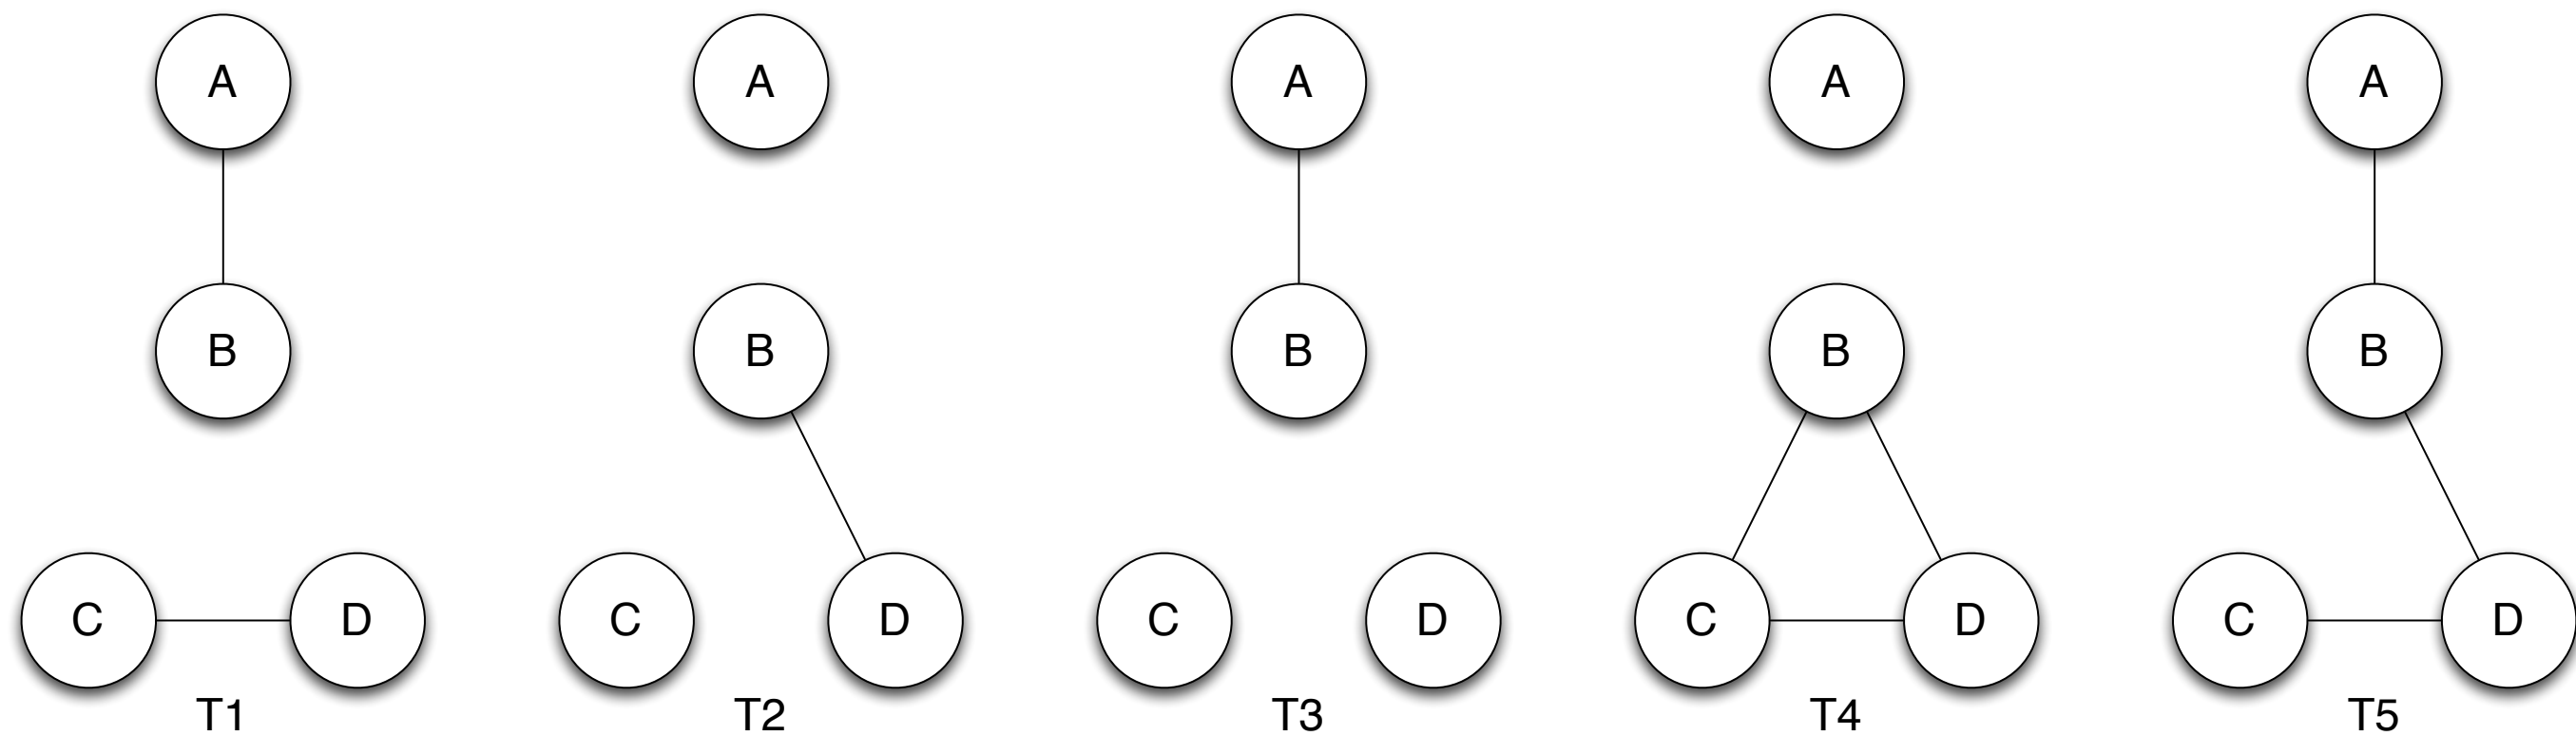 A A A A A
B B B B B
C D C D C D C D C D
T1 T2 T3 T4 T5